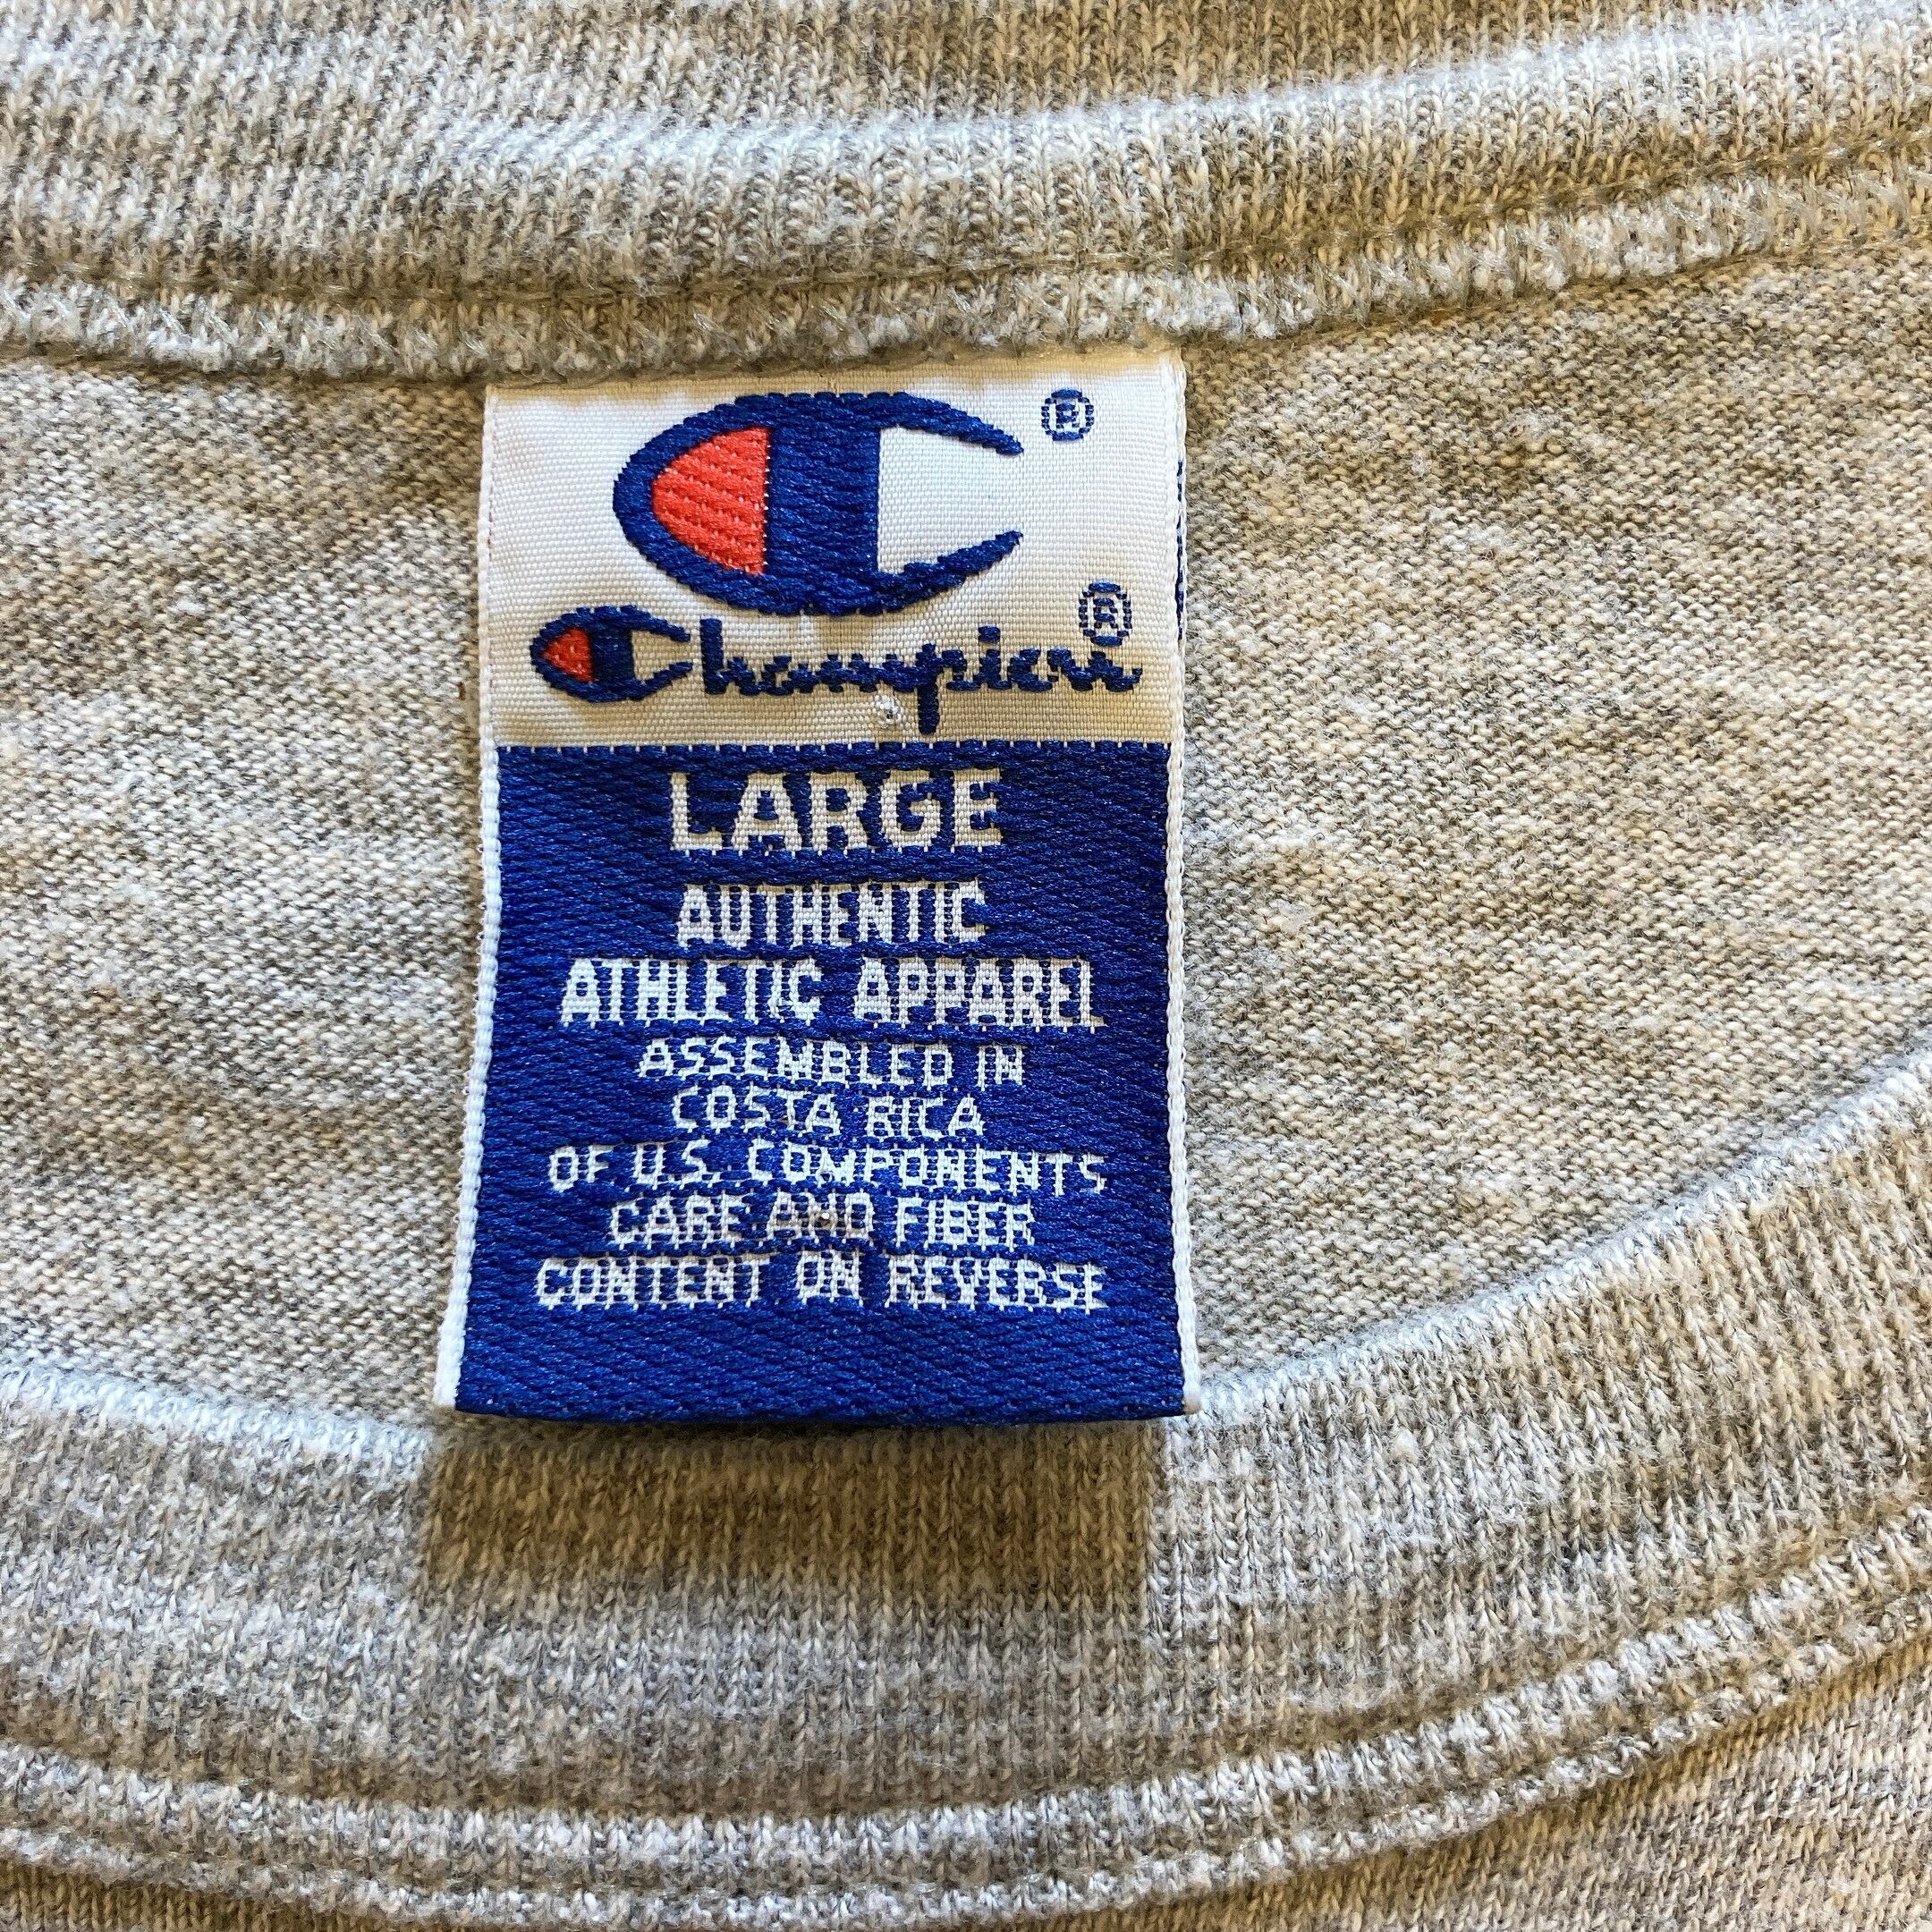 ®
Champion®
LARGE
AUTHENTIC
ATHLETIC APPAREL
ASSEMBLED IN
COSTA RICA
OF U.S. COMPONENTS
CARE AND FIBER
CONTENT ON REVERSE